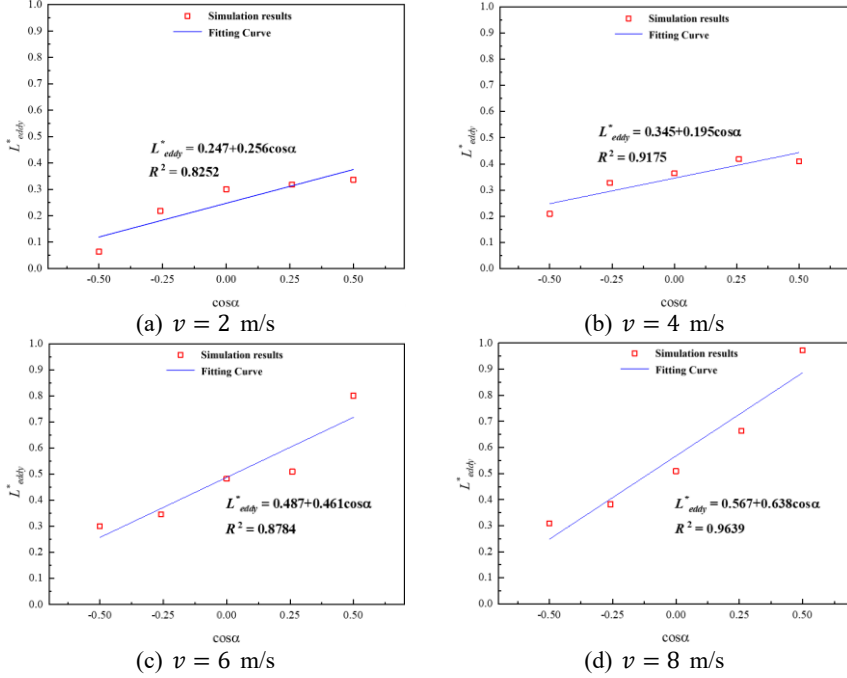 1.0
0.9
0.8
0.7
0.6
0.5
0.4
0.3
0.2
0.1
0.0
L*eddy
Simulation results
Fitting Curve
L*eddy = 0.247+0.256cosα
R² = 0.8252
-0.50 -0.25 0.00 0.25 0.50
cosα
(a) v = 2 m/s
1.0
0.9
0.8
0.7
0.6
0.5
0.4
0.3
0.2
0.1
0.0
L*eddy
Simulation results
Fitting Curve
L*eddy = 0.345+0.195cosα
R² = 0.9175
-0.50 -0.25 0.00 0.25 0.50
cosα
(b) v = 4 m/s
1.0
0.9
0.8
0.7
0.6
0.5
0.4
0.3
0.2
0.1
0.0
L*eddy
Simulation results
Fitting Curve
L*eddy = 0.487+0.461cosα
R² = 0.8784
-0.50 -0.25 0.00 0.25 0.50
cosα
(c) v = 6 m/s
1.0
0.9
0.8
0.7
0.6
0.5
0.4
0.3
0.2
0.1
0.0
L*eddy
Simulation results
Fitting Curve
L*eddy = 0.567+0.638cosα
R² = 0.9639
-0.50 -0.25 0.00 0.25 0.50
cosα
(d) v = 8 m/s